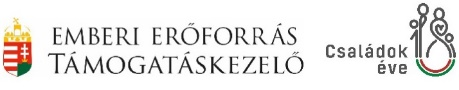 EMBERI ERŐFORRÁS
TÁMOGATÁSKEZELŐ
Családok
éve